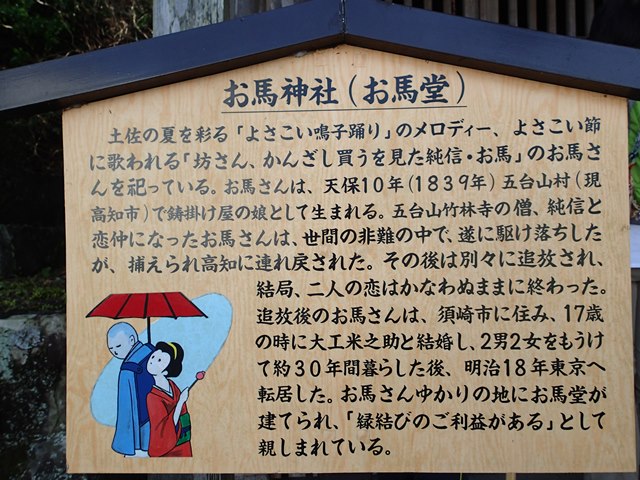 お馬神社（お馬堂）
土佐の夏を彩る「よさこい鳴子踊り」のメロディー、よさこい節
に歌われる「坊さん、かんざし買うを見た純信・お馬」のお馬さ
んを祀っている。お馬さんは、天保10年（1839年）五台山村（現
高知市）で鋳掛け屋の娘として生まれる。五台山竹林寺の僧、純信と
恋仲になったお馬さんは、世間の非難の中で、遂に駆け落ちした
が、捕えられ高知に連れ戻された。その後は別々に追放され、
結局、二人の恋はかなわぬままに終わった。
追放後のお馬さんは、須崎市に住み、17歳
の時に大工米之助と結婚し、2男2女をもうけ
て約30年間暮らした後、明治18年東京へ
転居した。お馬さんゆかりの地にお馬堂が
建てられ、「縁結びのご利益がある」として
親しまれている。